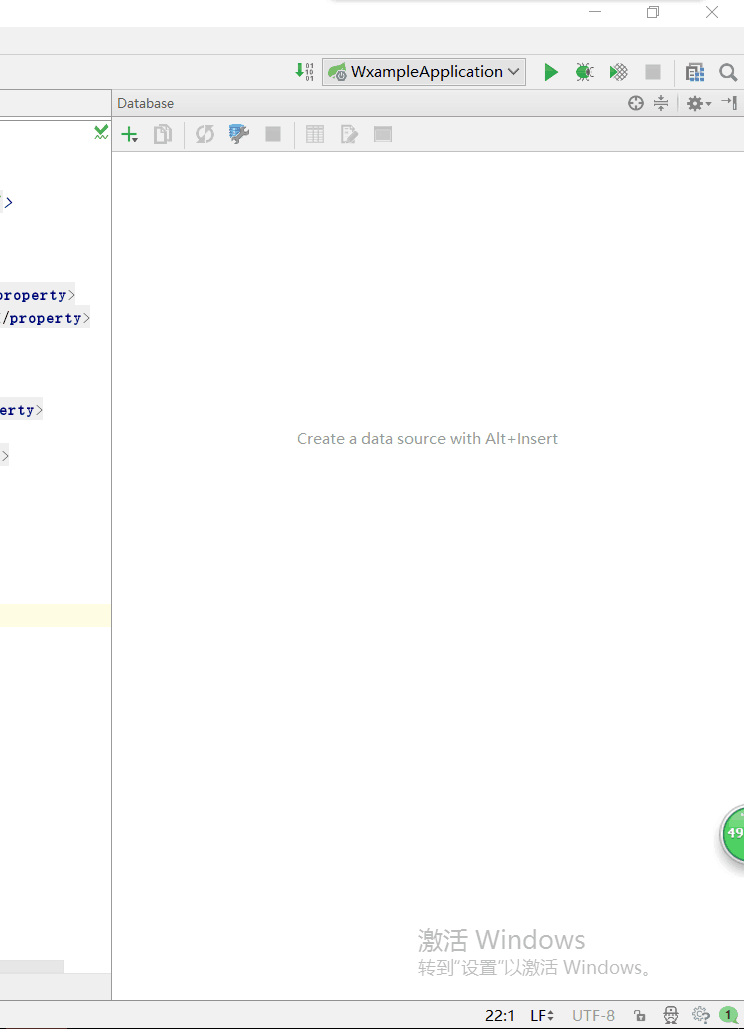 WxampleApplication
Database
>
property>
/property>
erty>
Create a data source with Alt+Insert
>
49
激活 Windows
转到"设置"以激活 Windows。
22:1 LF UTF-8 1